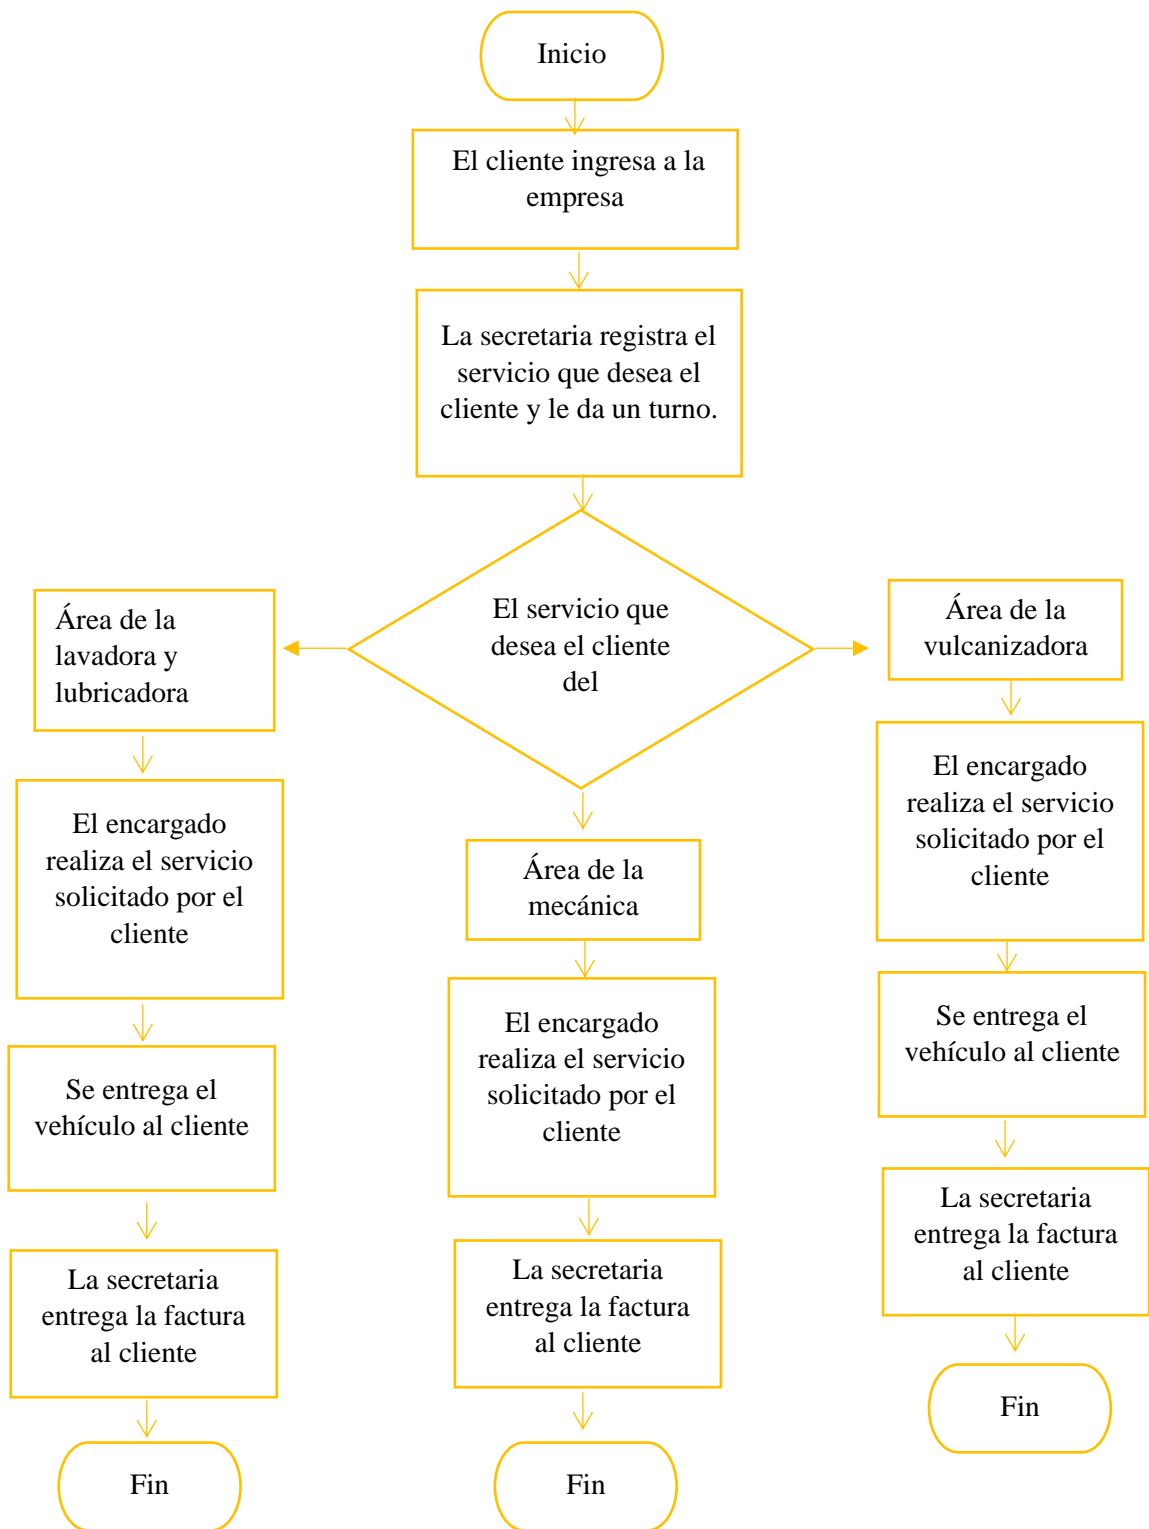 Inicio
El cliente ingresa a la
empresa
La secretaria registra el
servicio que desea el
cliente y le da un turno.
El servicio que
desea el cliente
del
Área de la
lavadora y
lubricadora
El encargado
realiza el servicio
solicitado por el
cliente
Se entrega el
vehículo al cliente
La secretaria
entrega la factura
al cliente
Fin
Área de la
mecánica
El encargado
realiza el servicio
solicitado por el
cliente
La secretaria
entrega la factura
al cliente
Fin
Área de la
vulcanizadora
El encargado
realiza el servicio
solicitado por el
cliente
Se entrega el
vehículo al cliente
La secretaria
entrega la factura
al cliente
Fin